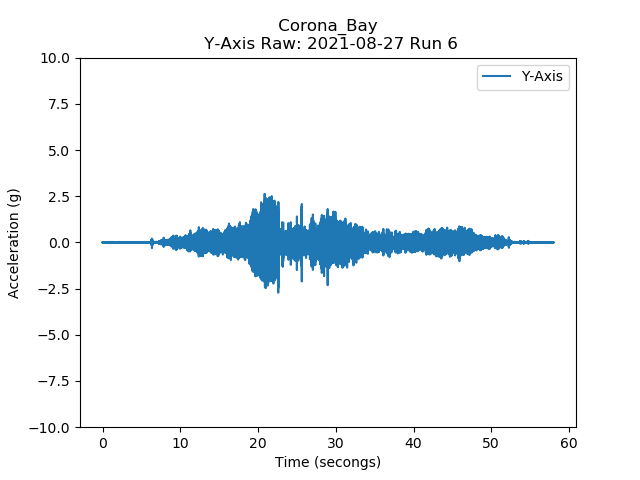 Corona_Bay
Y-Axis Raw: 2021-08-27 Run 6
Y-Axis
Acceleration (g)
10.0
7.5
5.0
2.5
0.0
−2.5
−5.0
−7.5
−10.0
0 10 20 30 40 50 60
Time (secongs)